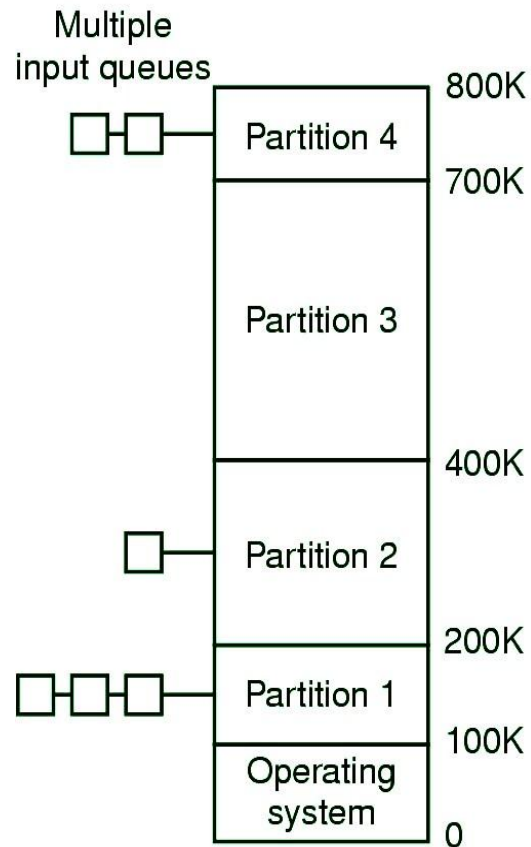 Multiple
input queues
800K
Partition 4
700K
Partition 3
400K
Partition 2
200K
Partition 1
100K
Operating
system
0